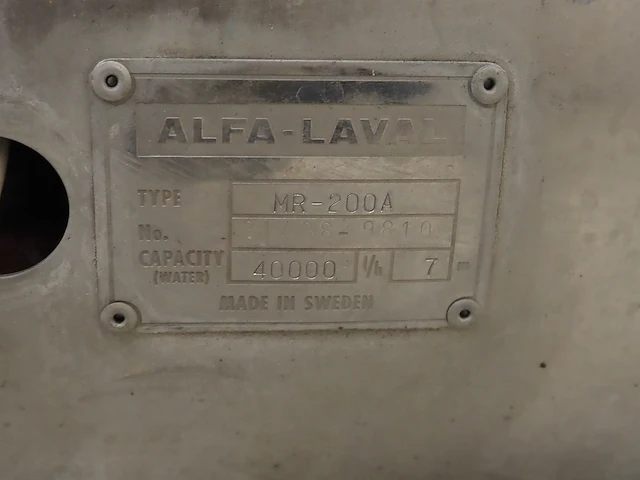 ALFA-LAVAL
TYPE MR-200A
No.
CAPACITY 40000 l/h 7 m
(WATER)
MADE IN SWEDEN